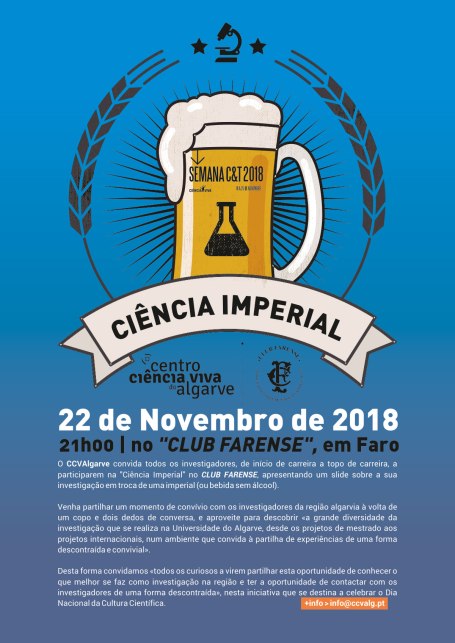 SEMANA C&T 2018
CIÊNCIA IMPERIAL
centro
ciência viva
do algarve
22 de Novembro de 2018
21h00 | no "CLUB FARENSE", em Faro
O CCVAlgarve convida todos os investigadores, de início de carreira a topo de carreira, a
participarem na "Ciência Imperial" no CLUB FARENSE, apresentando um slide sobre a sua
investigação em troca de uma imperial (ou bebida sem álcool).
Venha partilhar um momento de convívio com os investigadores da região algarvia à volta de
um copo e dois dedos de conversa, e aproveite para descobrir «a grande diversidade da
investigação que se realiza na Universidade do Algarve, desde os projetos de mestrado aos
projetos internacionais, num ambiente que convida à partilha de experiências de uma forma
descontraída e convivial».
Desta forma convidamos «todos os curiosos a virem partilhar esta oportunidade de conhecer o
que melhor se faz como investigação na região e ter a oportunidade de contactar com os
investigadores de uma forma descontraída», nesta iniciativa que se destina a celebrar o Dia
Nacional da Cultura Científica.
+info > info@ccvalg.pt